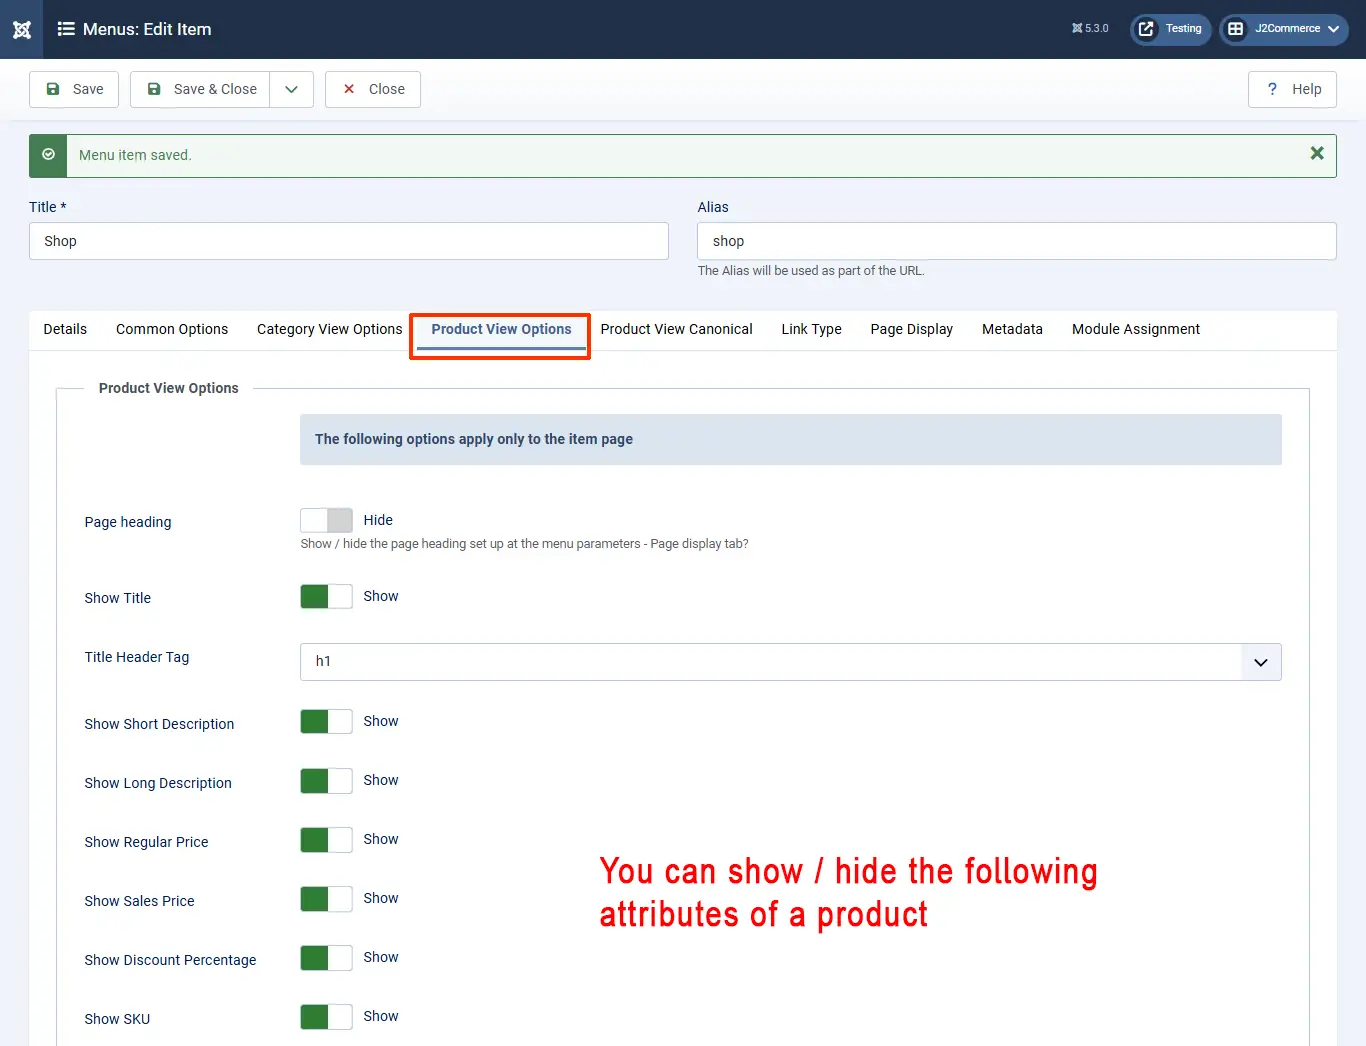 Menus: Edit Item
5.3.0
Testing
J2Commerce
Save
Save & Close
Close
? Help
Menu item saved.
Title *
Alias
Shop
shop
The Alias will be used as part of the URL.
Details
Common Options
Category View Options
Product View Options
Product View Canonical
Link Type
Page Display
Metadata
Module Assignment
Product View Options
The following options apply only to the item page
Page heading
Hide
Show / hide the page heading set up at the menu parameters - Page display tab?
Show Title
Show
Title Header Tag
h1
Show Short Description
Show
Show Long Description
Show
Show Regular Price
Show
You can show / hide the following
attributes of a product
Show Sales Price
Show
Show Discount Percentage
Show
Show SKU
Show